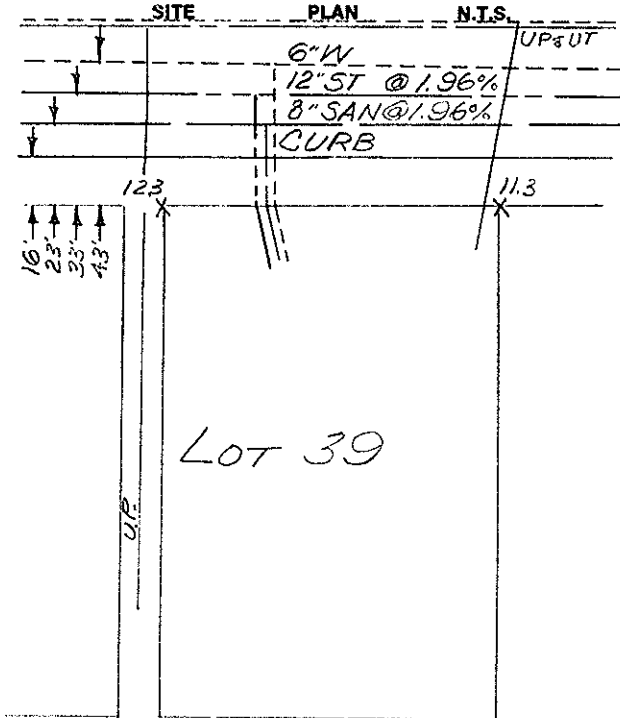 SITE PLAN N.T.S.
UP & UT
6"W
12"ST @ 1.96%
8"SAN @ 1.96%
CURB
12.3
11.3
16'
23'
33'
43'
LOT 39
U.P.